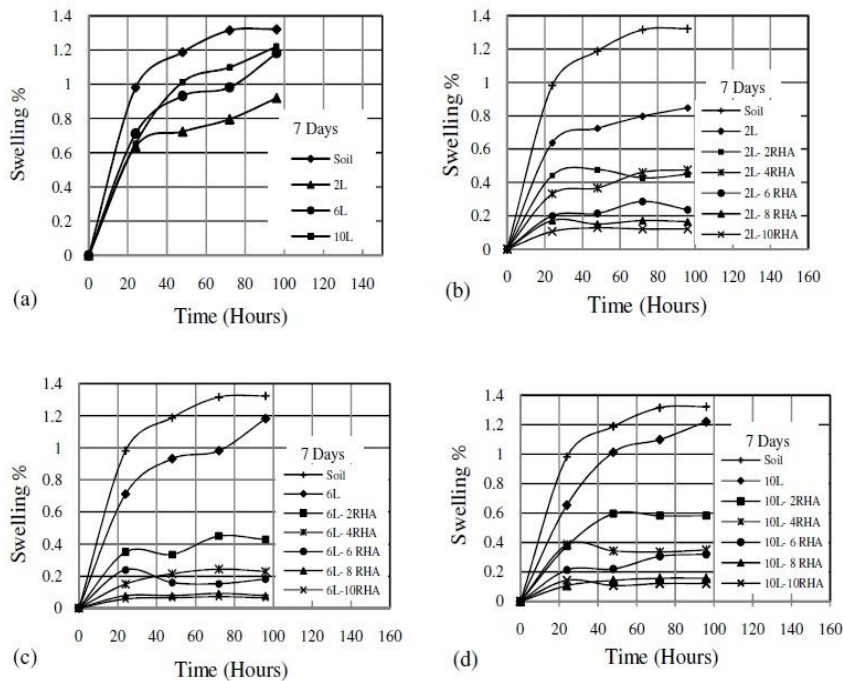 1.4
1.2
1
0.8
0.6
0.4
0.2
0
Swelling %
7 Days
Soil
2L
6L
10L
0 20 40 60 80 100 120 140
Time (Hours)
(a)
1.4
1.2
1
0.8
0.6
0.4
0.2
0
Swelling %
7 Days
Soil
2L
2L- 2RHA
2L- 4RHA
2L- 6 RHA
2L- 8 RHA
2L-10RHA
0 20 40 60 80 100 120 140 160
Time (Hours)
(b)
1.4
1.2
1
0.8
0.6
0.4
0.2
0
Swelling %
7 Days
Soil
6L
6L- 2RHA
6L- 4RHA
6L- 6 RHA
6L- 8 RHA
6L-10RHA
0 20 40 60 80 100 120 140 160
Time (Hours)
(c)
1.4
1.2
1
0.8
0.6
0.4
0.2
0
Swelling %
7 Days
Soil
10L
10L- 2RHA
10L- 4RHA
10L- 6 RHA
10L- 8 RHA
10L-10RHA
0 20 40 60 80 100 120 140 160
Time (Hours)
(d)